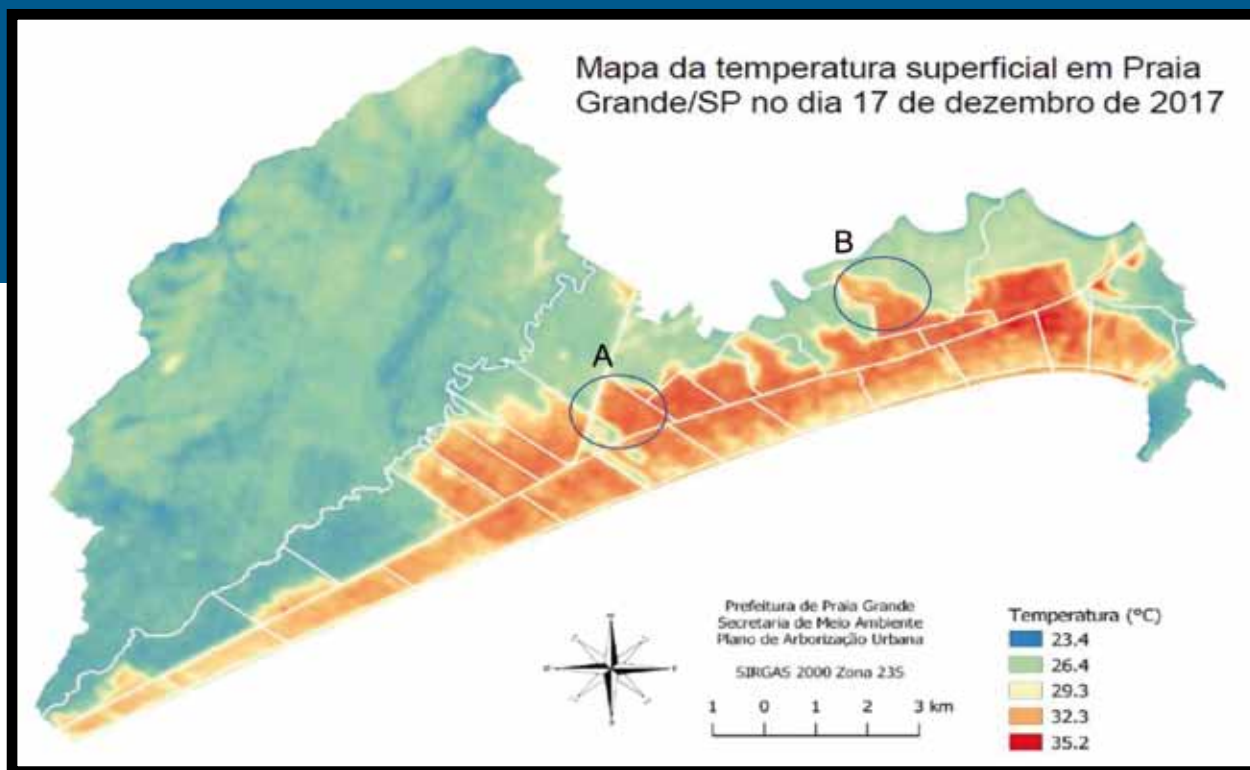 Mapa da temperatura superficial em Praia
Grande/SP no dia 17 de dezembro de 2017
B
A
Prefeitura de Praia Grande
Secretaria de Meio Ambiente
Plano de Arborização Urbana
SIRGAS 2000 Zona 23S
1 0 1 2 3 km
Temperatura (°C)
23.4
26.4
29.3
32.3
35.2